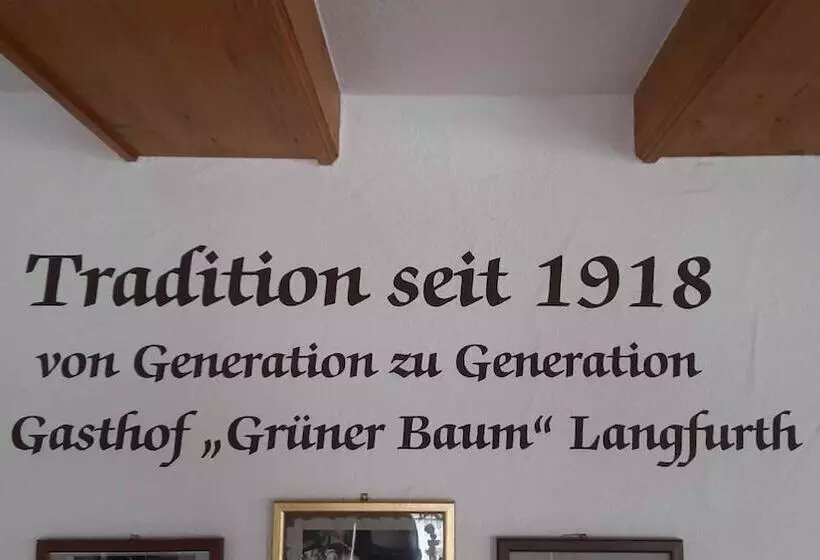 Tradition seit 1918
von Generation zu Generation
Gasthof „Grüner Baum“ Langfurth